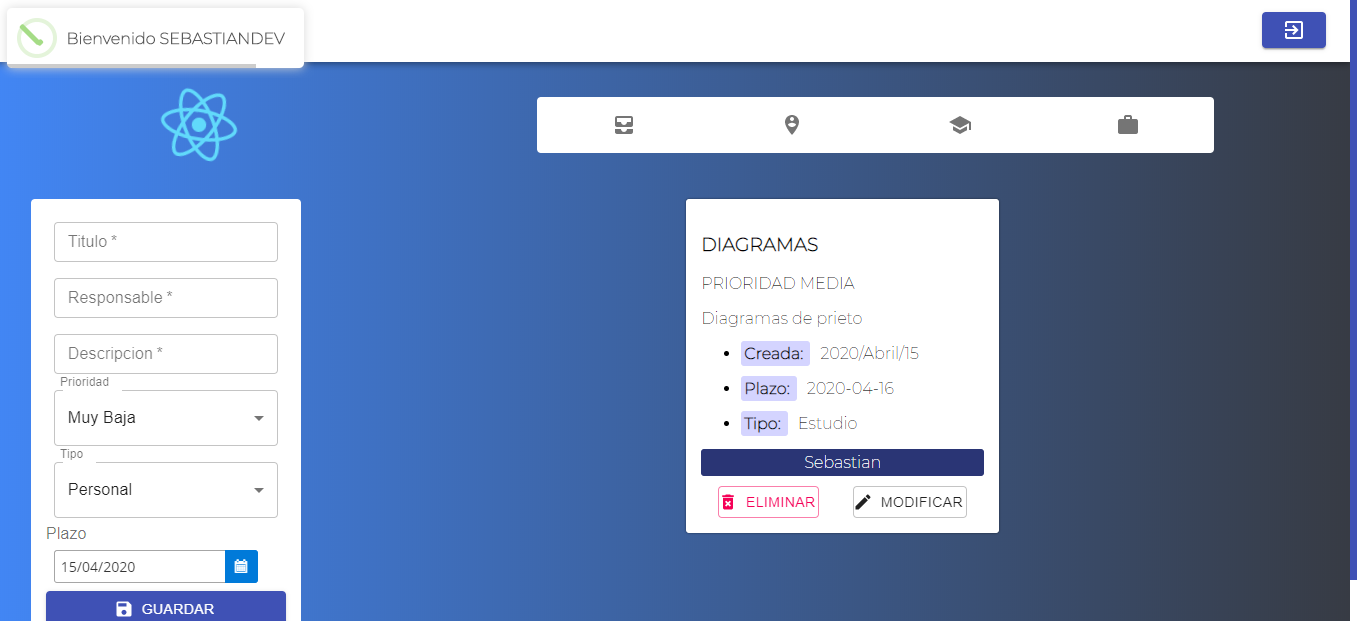 Bienvenido SEBASTIANDEV
Titulo *
Responsable *
Descripcion *
Prioridad
Muy Baja
Tipo
Personal
Plazo
15/04/2020
GUARDAR
DIAGRAMAS
PRIORIDAD MEDIA
Diagramas de prieto
Creada: 2020/Abril/15
Plazo: 2020-04-16
Tipo: Estudio
Sebastian
ELIMINAR MODIFICAR